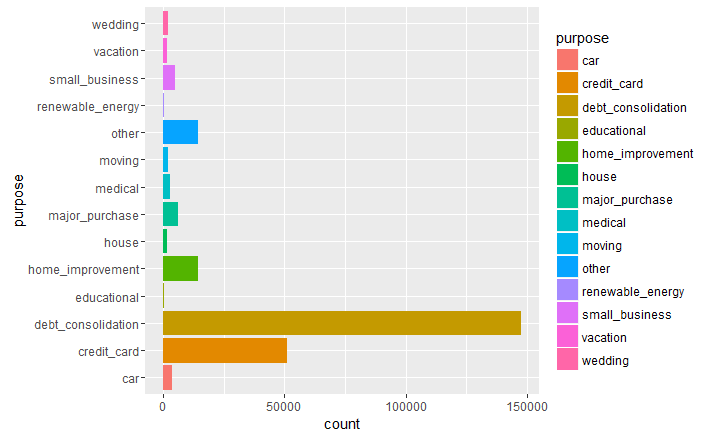 purpose
wedding
vacation
small_business
renewable_energy
other
moving
medical
major_purchase
house
home_improvement
educational
debt_consolidation
credit_card
car
0 50000 100000 150000
count
purpose
car
credit_card
debt_consolidation
educational
home_improvement
house
major_purchase
medical
moving
other
renewable_energy
small_business
vacation
wedding